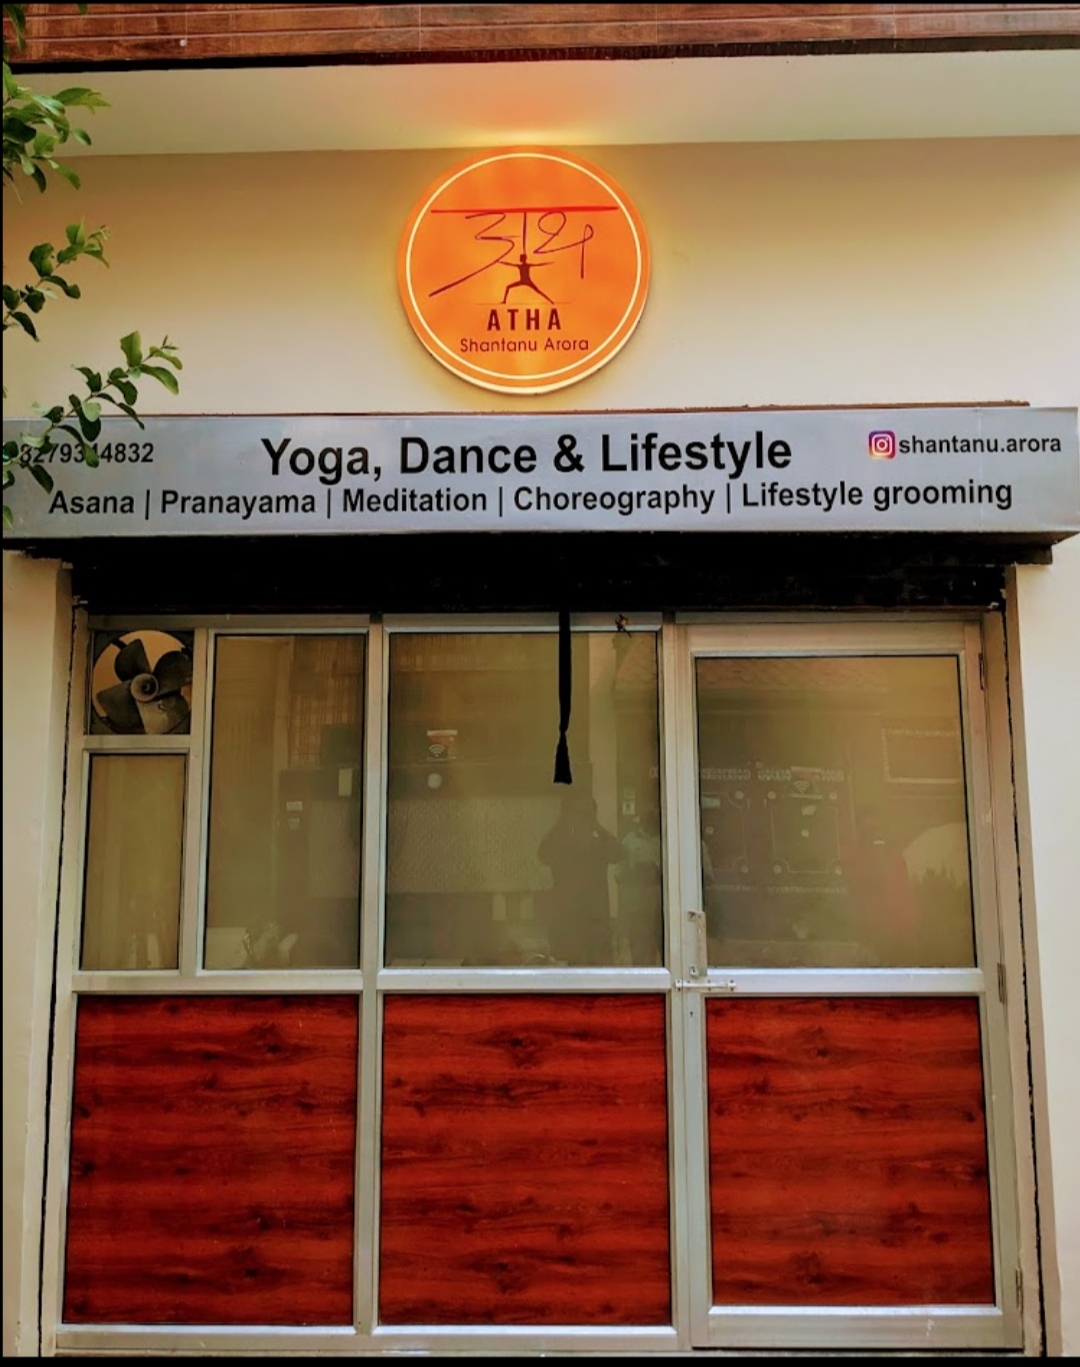 अथ
ATHA
Shantanu Arora
Yoga, Dance & Lifestyle
shantanu.arora
Asana | Pranayama | Meditation | Choreography | Lifestyle grooming